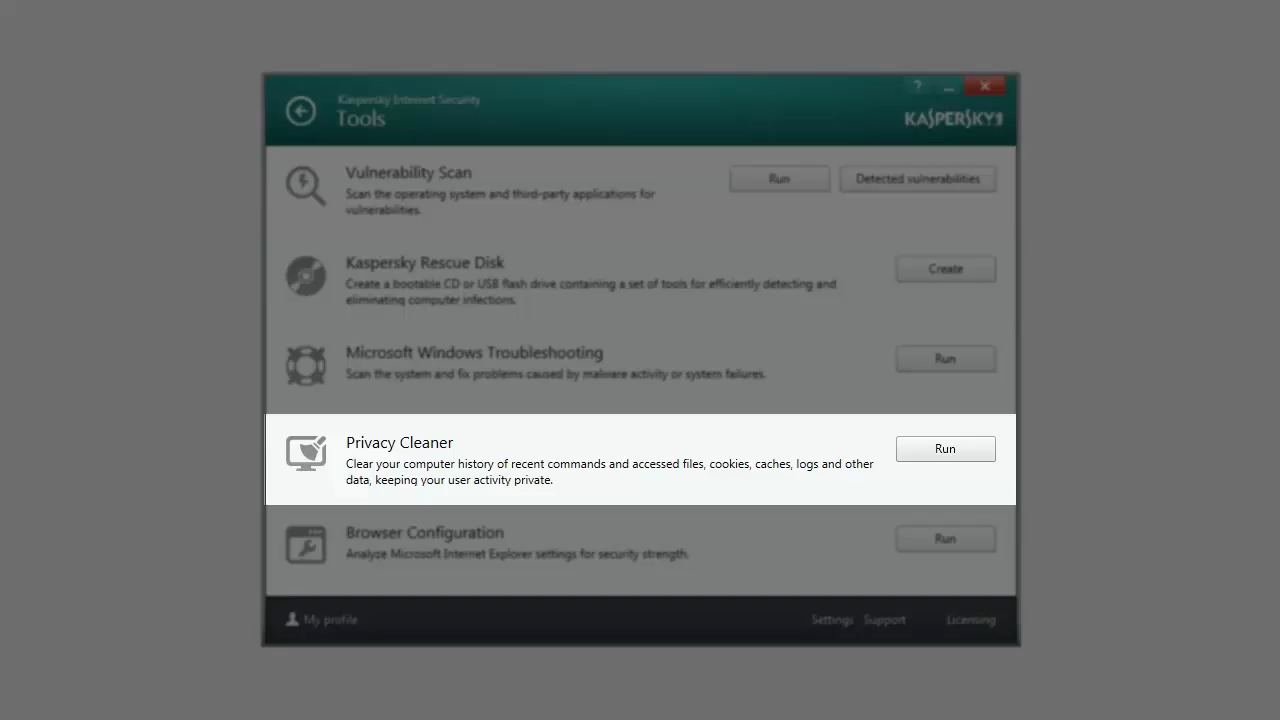 Kaspersky Internet Security
Tools
?
KASPERSKY
Vulnerability Scan
Scan the operating system and third-party applications for
vulnerabilities.
Run
Detected vulnerabilities
Kaspersky Rescue Disk
Create a bootable CD or USB flash drive containing a set of tools for efficiently detecting and
eliminating computer infections.
Create
Microsoft Windows Troubleshooting
Scan the system and fix problems caused by malware activity or system failures.
Run
Privacy Cleaner
Clear your computer history of recent commands and accessed files, cookies, caches, logs and other
data, keeping your user activity private.
Run
Browser Configuration
Analyze Microsoft Internet Explorer settings for security strength.
Run
My profile
Settings
Support
Licensing